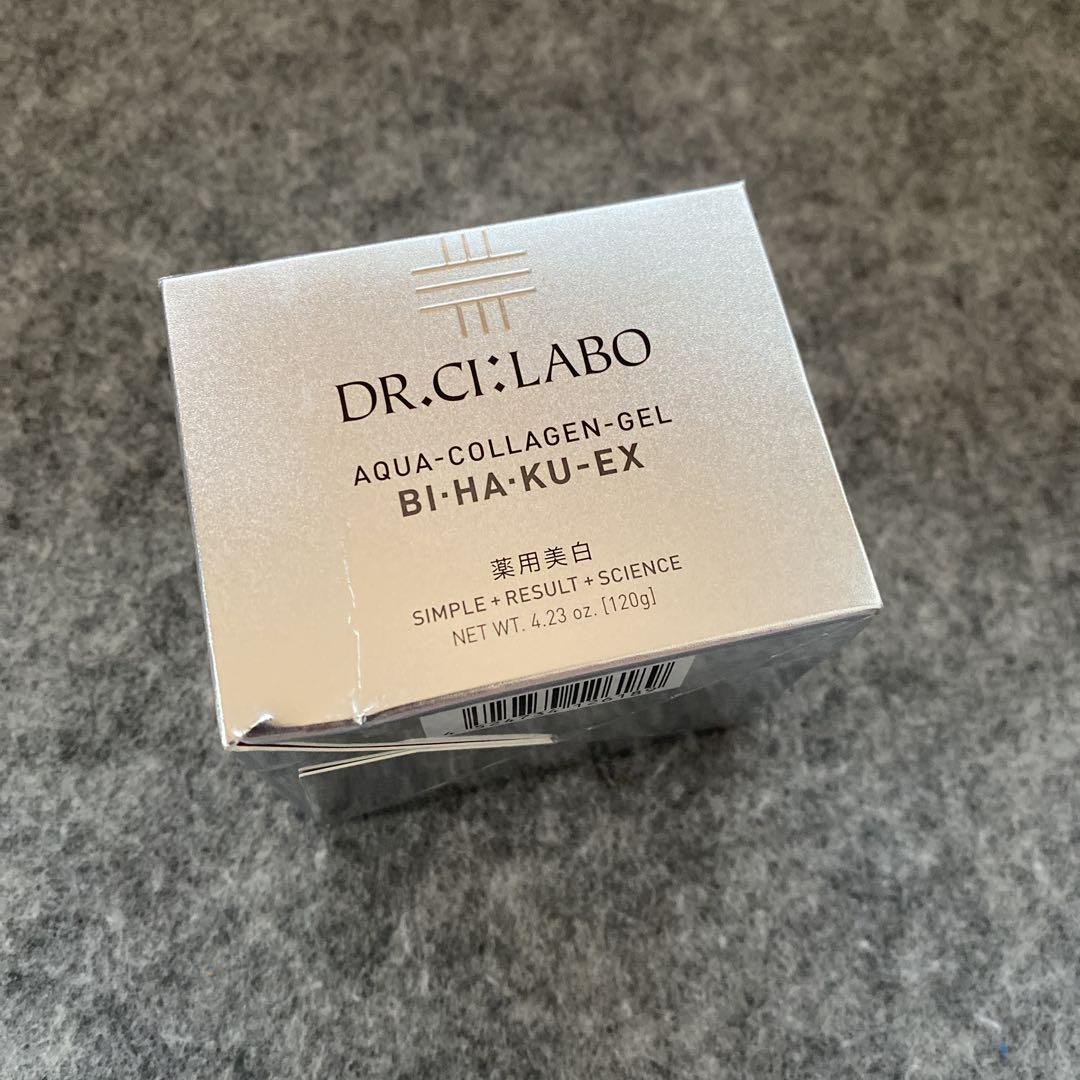 DR.CI:LABO
AQUA-COLLAGEN-GEL
BI·HA·KU-EX
薬用美白
SIMPLE+RESULT+SCIENCE
NET WT. 4.23 oz. [120g]